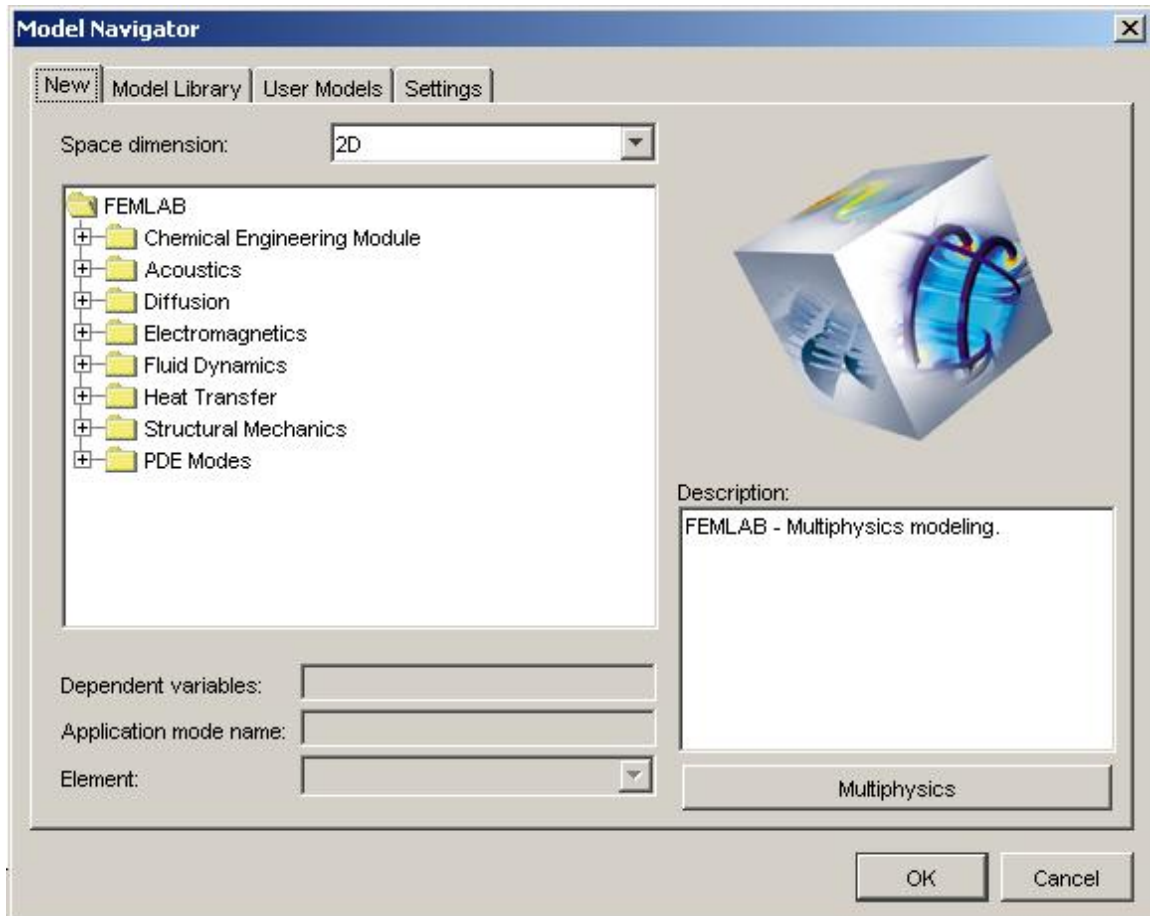 Model Navigator
New Model Library User Models Settings
Space dimension: 2D
FEMLAB
Chemical Engineering Module
Acoustics
Diffusion
Electromagnetics
Fluid Dynamics
Heat Transfer
Structural Mechanics
PDE Modes
Description:
FEMLAB - Multiphysics modeling.
Dependent variables:
Application mode name:
Element:
Multiphysics
OK Cancel